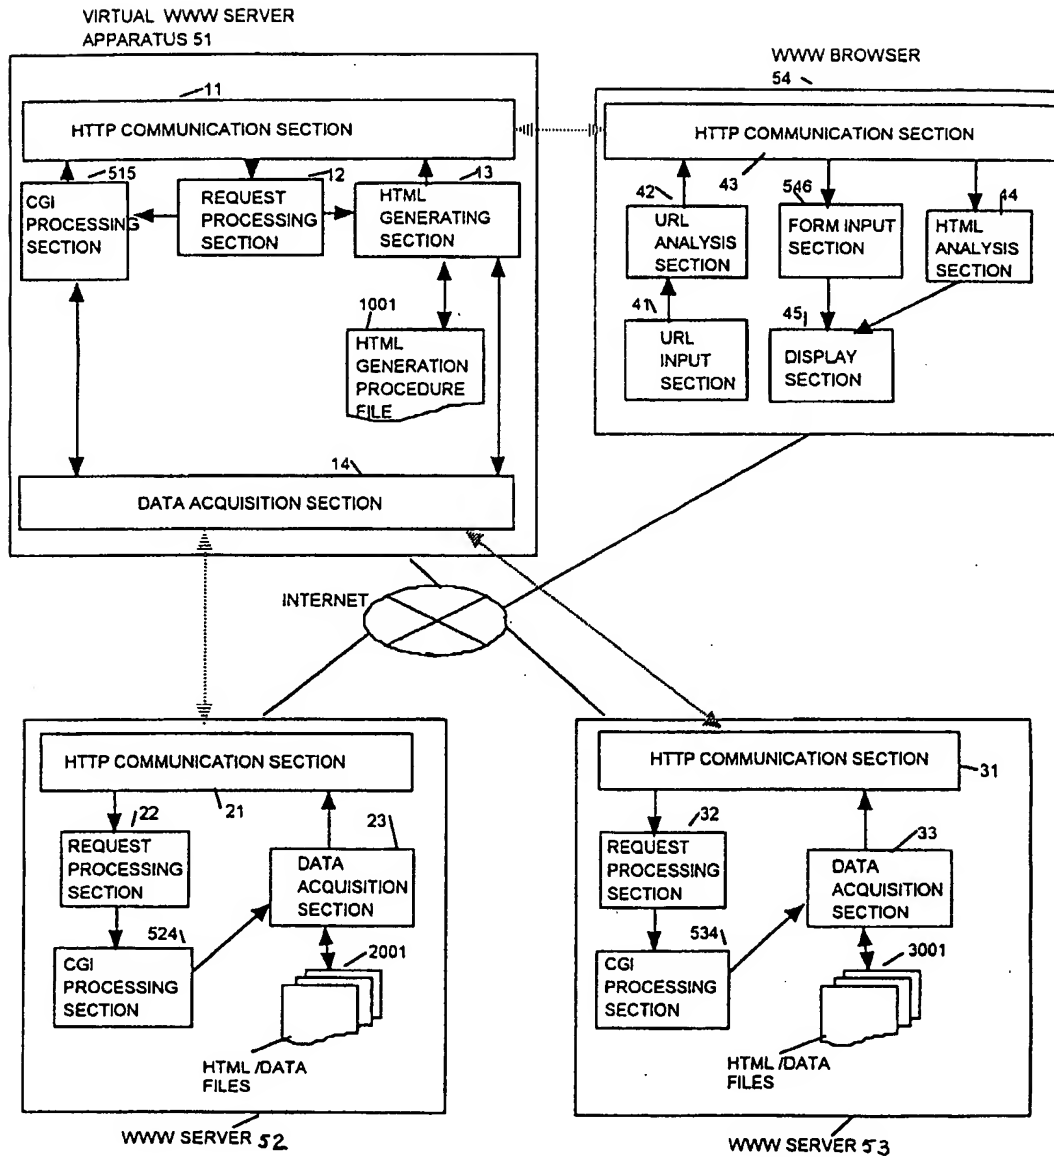 VIRTUAL WWW SERVER
APPARATUS 51
11
HTTP COMMUNICATION SECTION
515
CGI
PROCESSING
SECTION
12
REQUEST
PROCESSING
SECTION
13
HTML
GENERATING
SECTION
1001
HTML
GENERATION
PROCEDURE
FILE
14
DATA ACQUISITION SECTION
WWW BROWSER
54
HTTP COMMUNICATION SECTION
43
42
URL
ANALYSIS
SECTION
546
FORM INPUT
SECTION
44
HTML
ANALYSIS
SECTION
41
URL
INPUT
SECTION
45
DISPLAY
SECTION
INTERNET
HTTP COMMUNICATION SECTION
21
22
REQUEST
PROCESSING
SECTION
23
DATA
ACQUISITION
SECTION
524
CGI
PROCESSING
SECTION
2001
HTML /DATA
FILES
WWW SERVER 52
HTTP COMMUNICATION SECTION
31
32
REQUEST
PROCESSING
SECTION
33
DATA
ACQUISITION
SECTION
534
CGI
PROCESSING
SECTION
3001
HTML /DATA
FILES
WWW SERVER 53